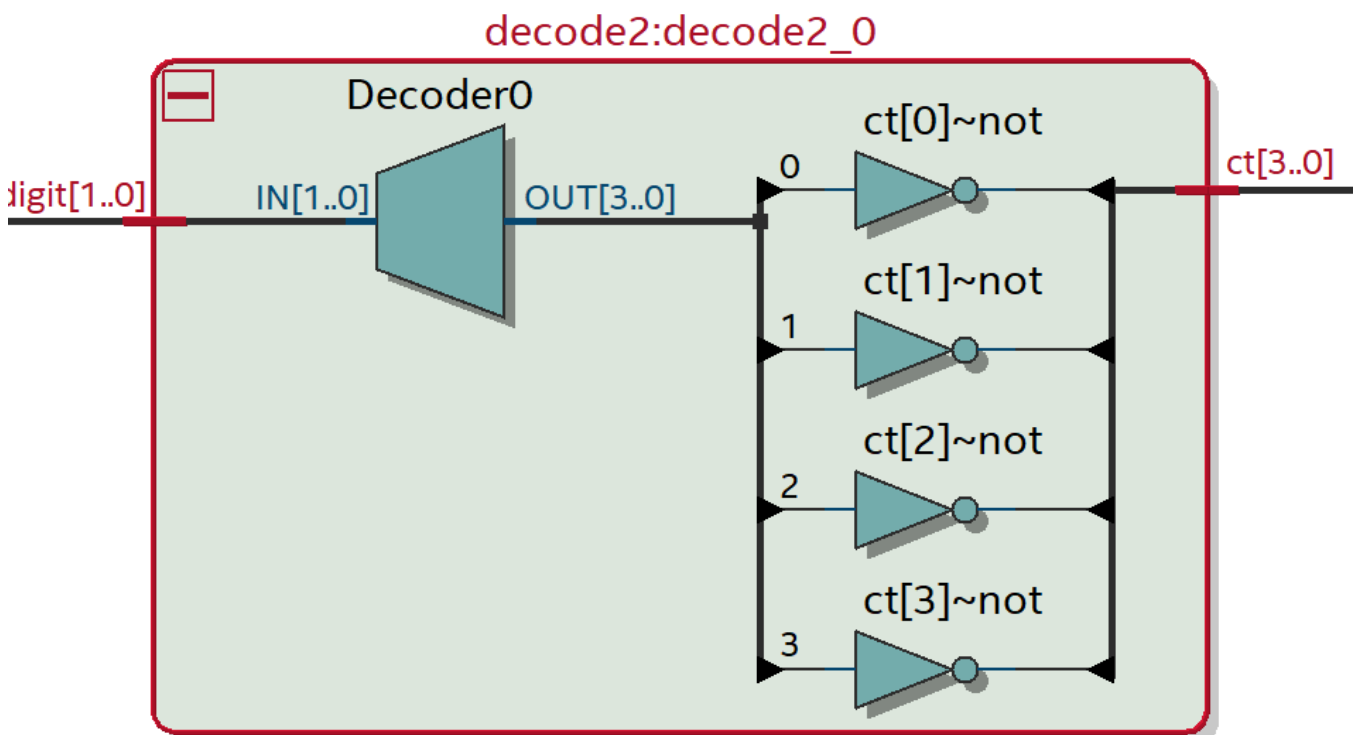 decode2:decode2_0
Decoder0
ct[0]~not
0
ct[3..0]
digit[1..0]
IN[1..0]
OUT[3..0]
ct[1]~not
1
ct[2]~not
2
ct[3]~not
3